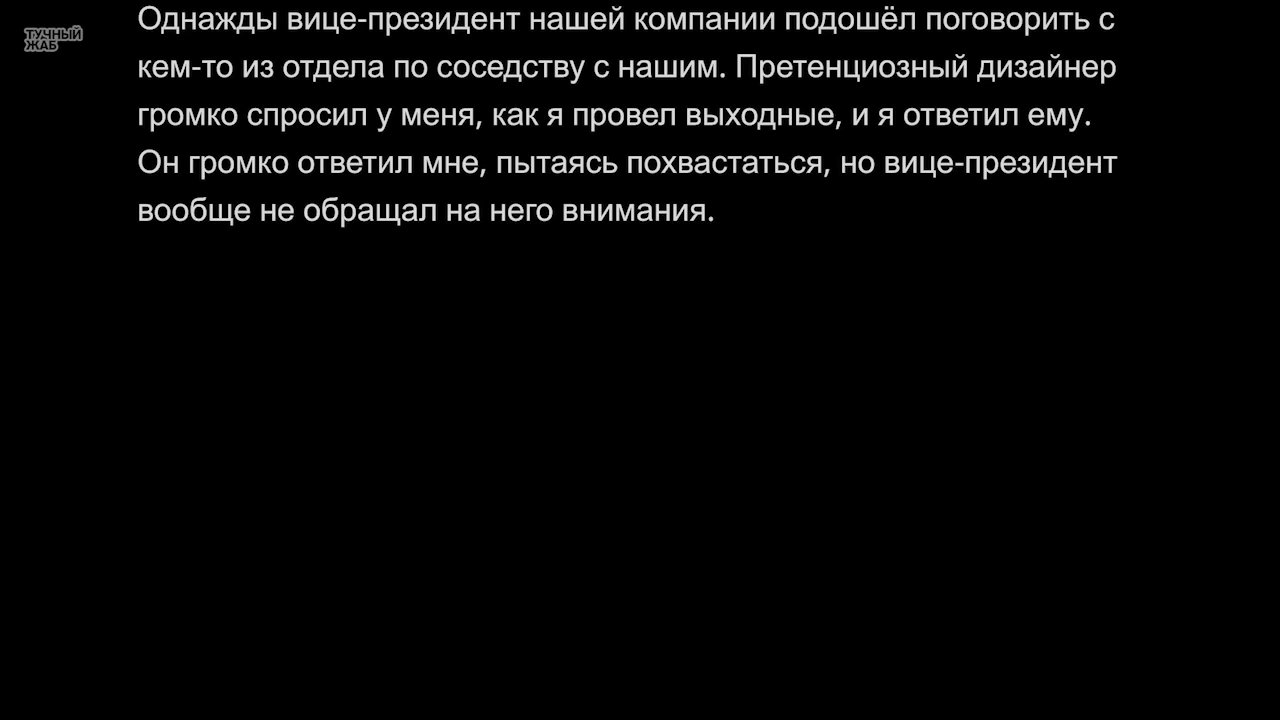 ТУЧНЫЙ
ЖАБ
Однажды вице-президент нашей компании подошёл поговорить с
кем-то из отдела по соседству с нашим. Претенциозный дизайнер
громко спросил у меня, как я провел выходные, и я ответил ему.
Он громко ответил мне, пытаясь похвастаться, но вице-президент
вообще не обращал на него внимания.